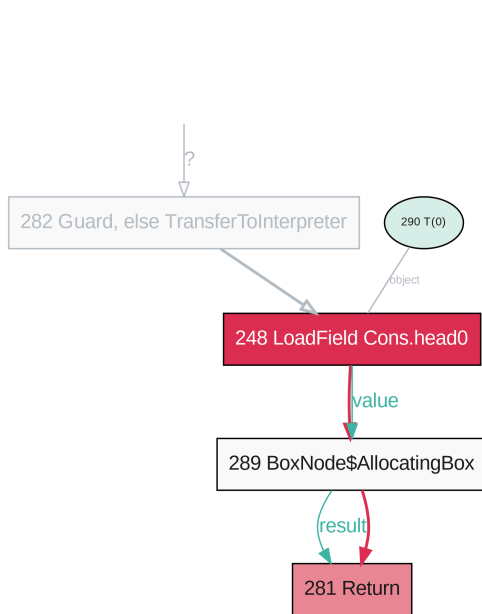 ?
282 Guard, else TransferToInterpreter
290 T(0)
object
248 LoadField Cons.head0
value
289 BoxNode$AllocatingBox
result
281 Return